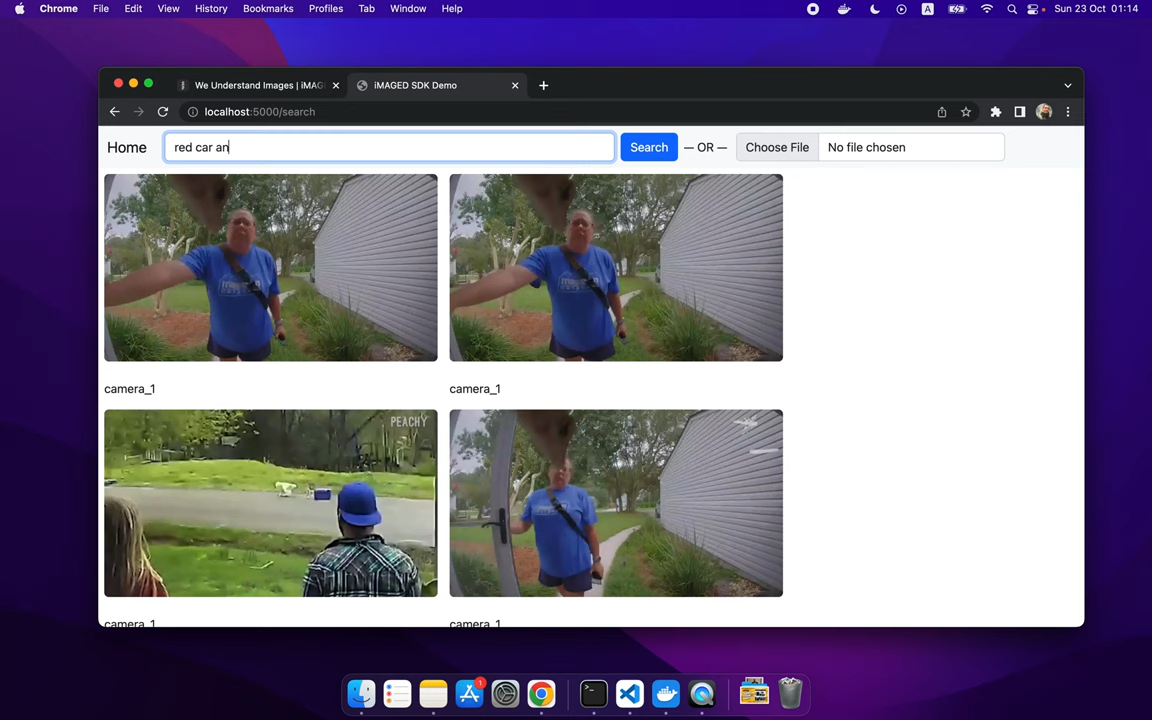 Chrome File Edit View History Bookmarks Profiles Tab Window Help A Sun 23 Oct 01:14
We Understand Images | iMAG iMAGED SDK Demo
localhost:5000/search
Home red car an Search — OR — Choose File No file chosen
camera_1 camera_1
PEACHY
camera_1 camera_1
1